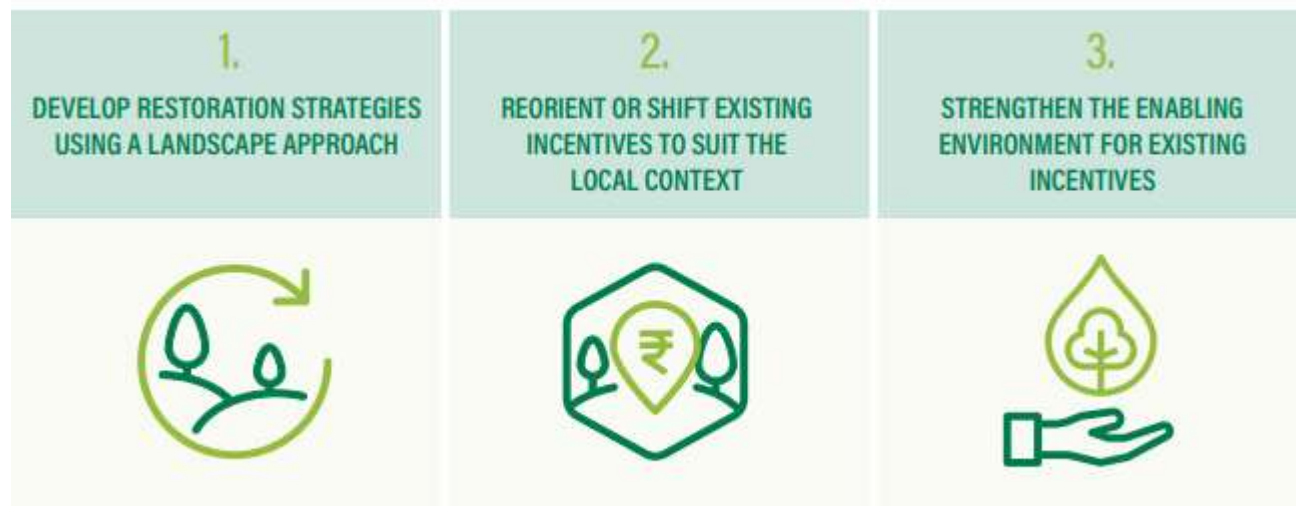 1.
DEVELOP RESTORATION STRATEGIES
USING A LANDSCAPE APPROACH
2.
REORIENT OR SHIFT EXISTING
INCENTIVES TO SUIT THE
LOCAL CONTEXT
₹
3.
STRENGTHEN THE ENABLING
ENVIRONMENT FOR EXISTING
INCENTIVES